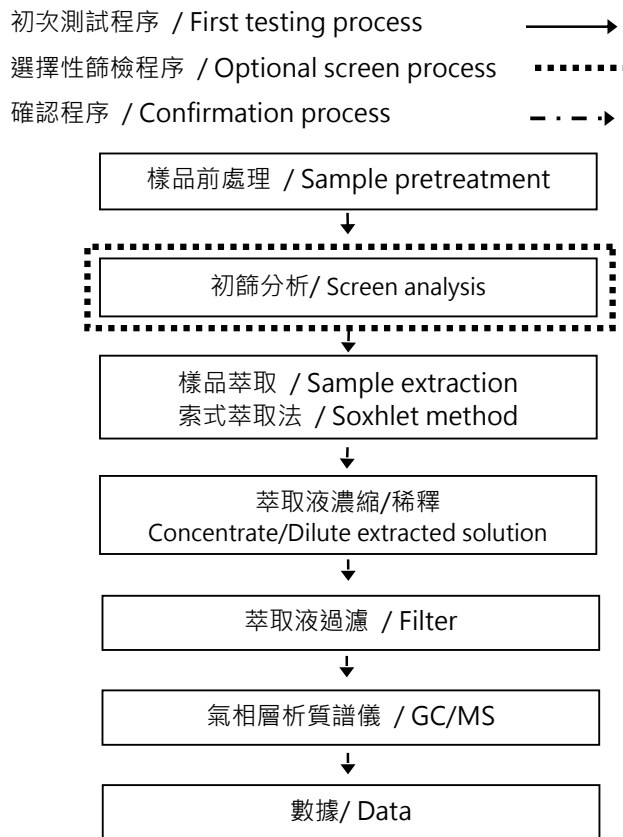 初次測試程序 / First testing process
選擇性篩檢程序 / Optional screen process
確認程序 / Confirmation process
樣品前處理 / Sample pretreatment
初篩分析/ Screen analysis
樣品萃取 / Sample extraction
索式萃取法 / Soxhlet method
萃取液濃縮/稀釋
Concentrate/Dilute extracted solution
萃取液過濾 / Filter
氣相層析質譜儀 / GC/MS
數據/ Data